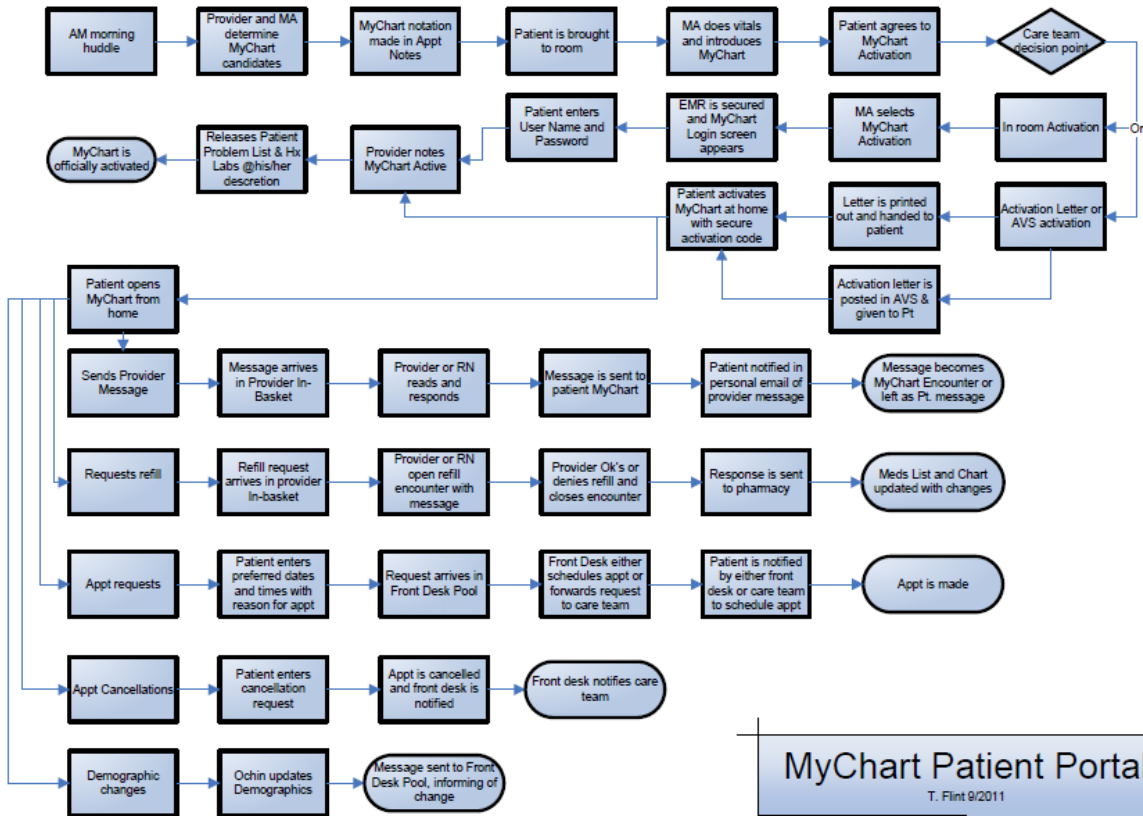 AM morning
huddle
Provider and MA
determine
MyChart
candidates
MyChart notation
made in Appt
Notes
Patient is brought
to room
MA does vitals
and introduces
MyChart
Patient agrees to
MyChart
Activation
Care team
decision point
Or
In room Activation
MA selects
MyChart
Activation
EMR is secured
and MyChart
Login screen
appears
Patient enters
User Name and
Password
Provider notes
MyChart Active
Releases Patient
Problem List & Hx
Labs @his/her
descretion
MyChart is
officially activated
Activation Letter or
AVS activation
Letter is printed
out and handed to
patient
Patient activates
MyChart at home
with secure
activation code
Activation letter is
posted in AVS &
given to Pt
Patient opens
MyChart from
home
Sends Provider
Message
Message arrives
in Provider In-
Basket
Provider or RN
reads and
responds
Message is sent to
patient MyChart
Patient notified in
personal email of
provider message
Message becomes
MyChart Encounter or
left as Pt. message
Requests refill
Refill request
arrives in provider
In-basket
Provider or RN
open refill
encounter with
message
Provider Ok's or
denies refill and
closes encounter
Response is sent
to pharmacy
Meds List and Chart
updated with changes
Appt requests
Patient enters
preferred dates
and times with
reason for appt
Request arrives in
Front Desk Pool
Front Desk either
schedules appt or
forwards request
to care team
Patient is notified
by either front
desk or care team
to schedule appt
Appt is made
Appt Cancellations
Patient enters
cancellation
request
Appt is cancelled
and front desk is
notified
Front desk notifies care
team
Demographic
changes
Ochin updates
Demographics
Message sent to Front
Desk Pool, informing of
change
MyChart Patient Portal
T. Flint 9/2011